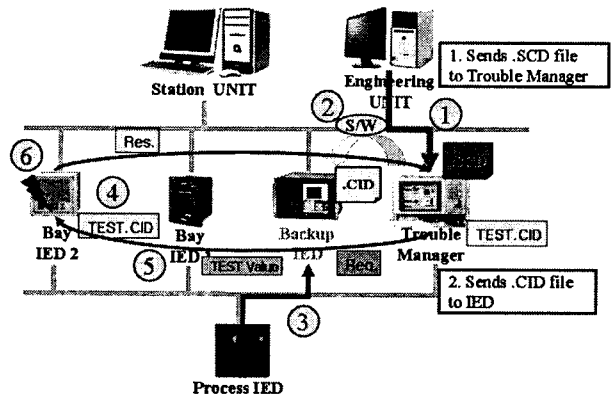 Station UNIT
Engineering
UNIT
1. Sends .SCD file
to Trouble Manager
2
S/W
1
Res.
6
4
.CID
TEST.CID
Bay
IED 2
Bay
IED
Backup
IED
Trouble
Manager
TEST.CID
5
TEST Value
Req.
2. Sends .CID file
to IED
3
Process IED